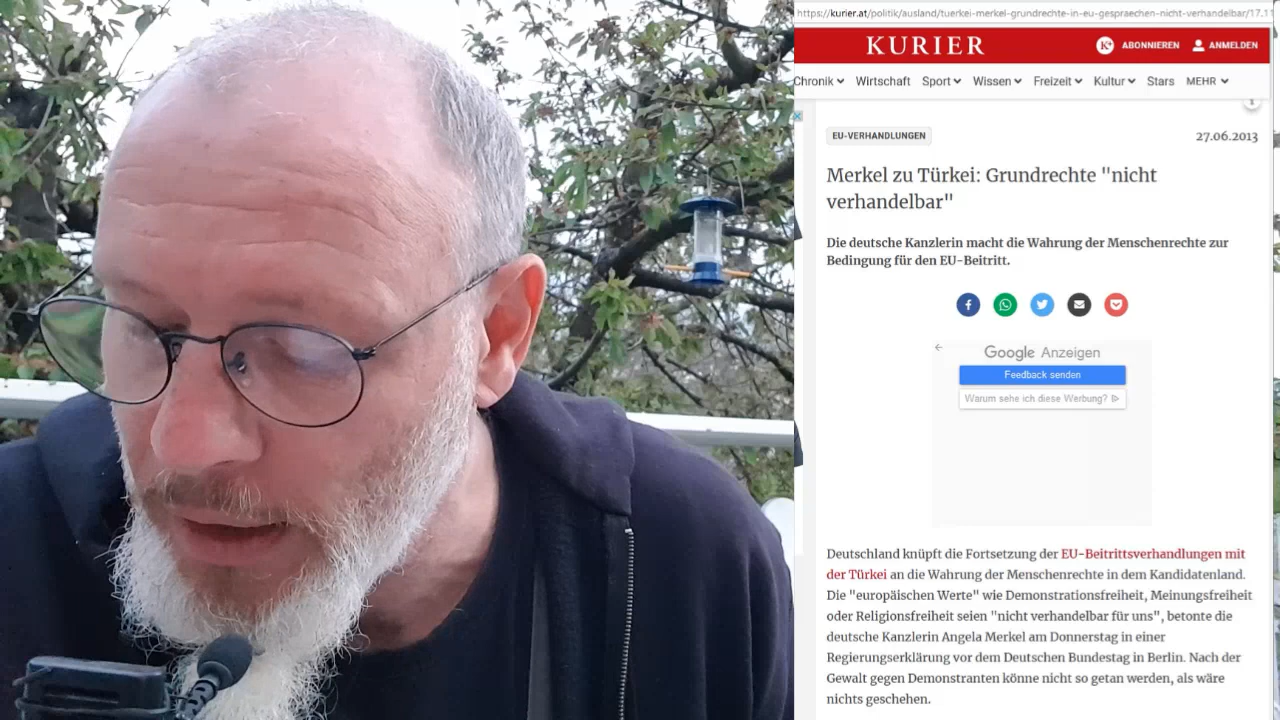 https://kurier.at/politik/ausland/tuerkei-merkel-grundrechte-in-eu-gespraechen-nicht-verhandelbar/17.11
KURIER
K+ ABONNIEREN ANMELDEN
Chronik Wirtschaft Sport Wissen Freizeit Kultur Stars MEHR
EU-VERHANDLUNGEN 27.06.2013
Merkel zu Türkei: Grundrechte "nicht
verhandelbar"
Die deutsche Kanzlerin macht die Wahrung der Menschenrechte zur
Bedingung für den EU-Beitritt.
Google Anzeigen
Feedback senden
Warum sehe ich diese Werbung?
Deutschland knüpft die Fortsetzung der EU-Beitrittsverhandlungen mit
der Türkei an die Wahrung der Menschenrechte in dem Kandidatenland.
Die "europäischen Werte" wie Demonstrationsfreiheit, Meinungsfreiheit
oder Religionsfreiheit seien "nicht verhandelbar für uns", betonte die
deutsche Kanzlerin Angela Merkel am Donnerstag in einer
Regierungserklärung vor dem Deutschen Bundestag in Berlin. Nach der
Gewalt gegen Demonstranten könne nicht so getan werden, als wäre
nichts geschehen.